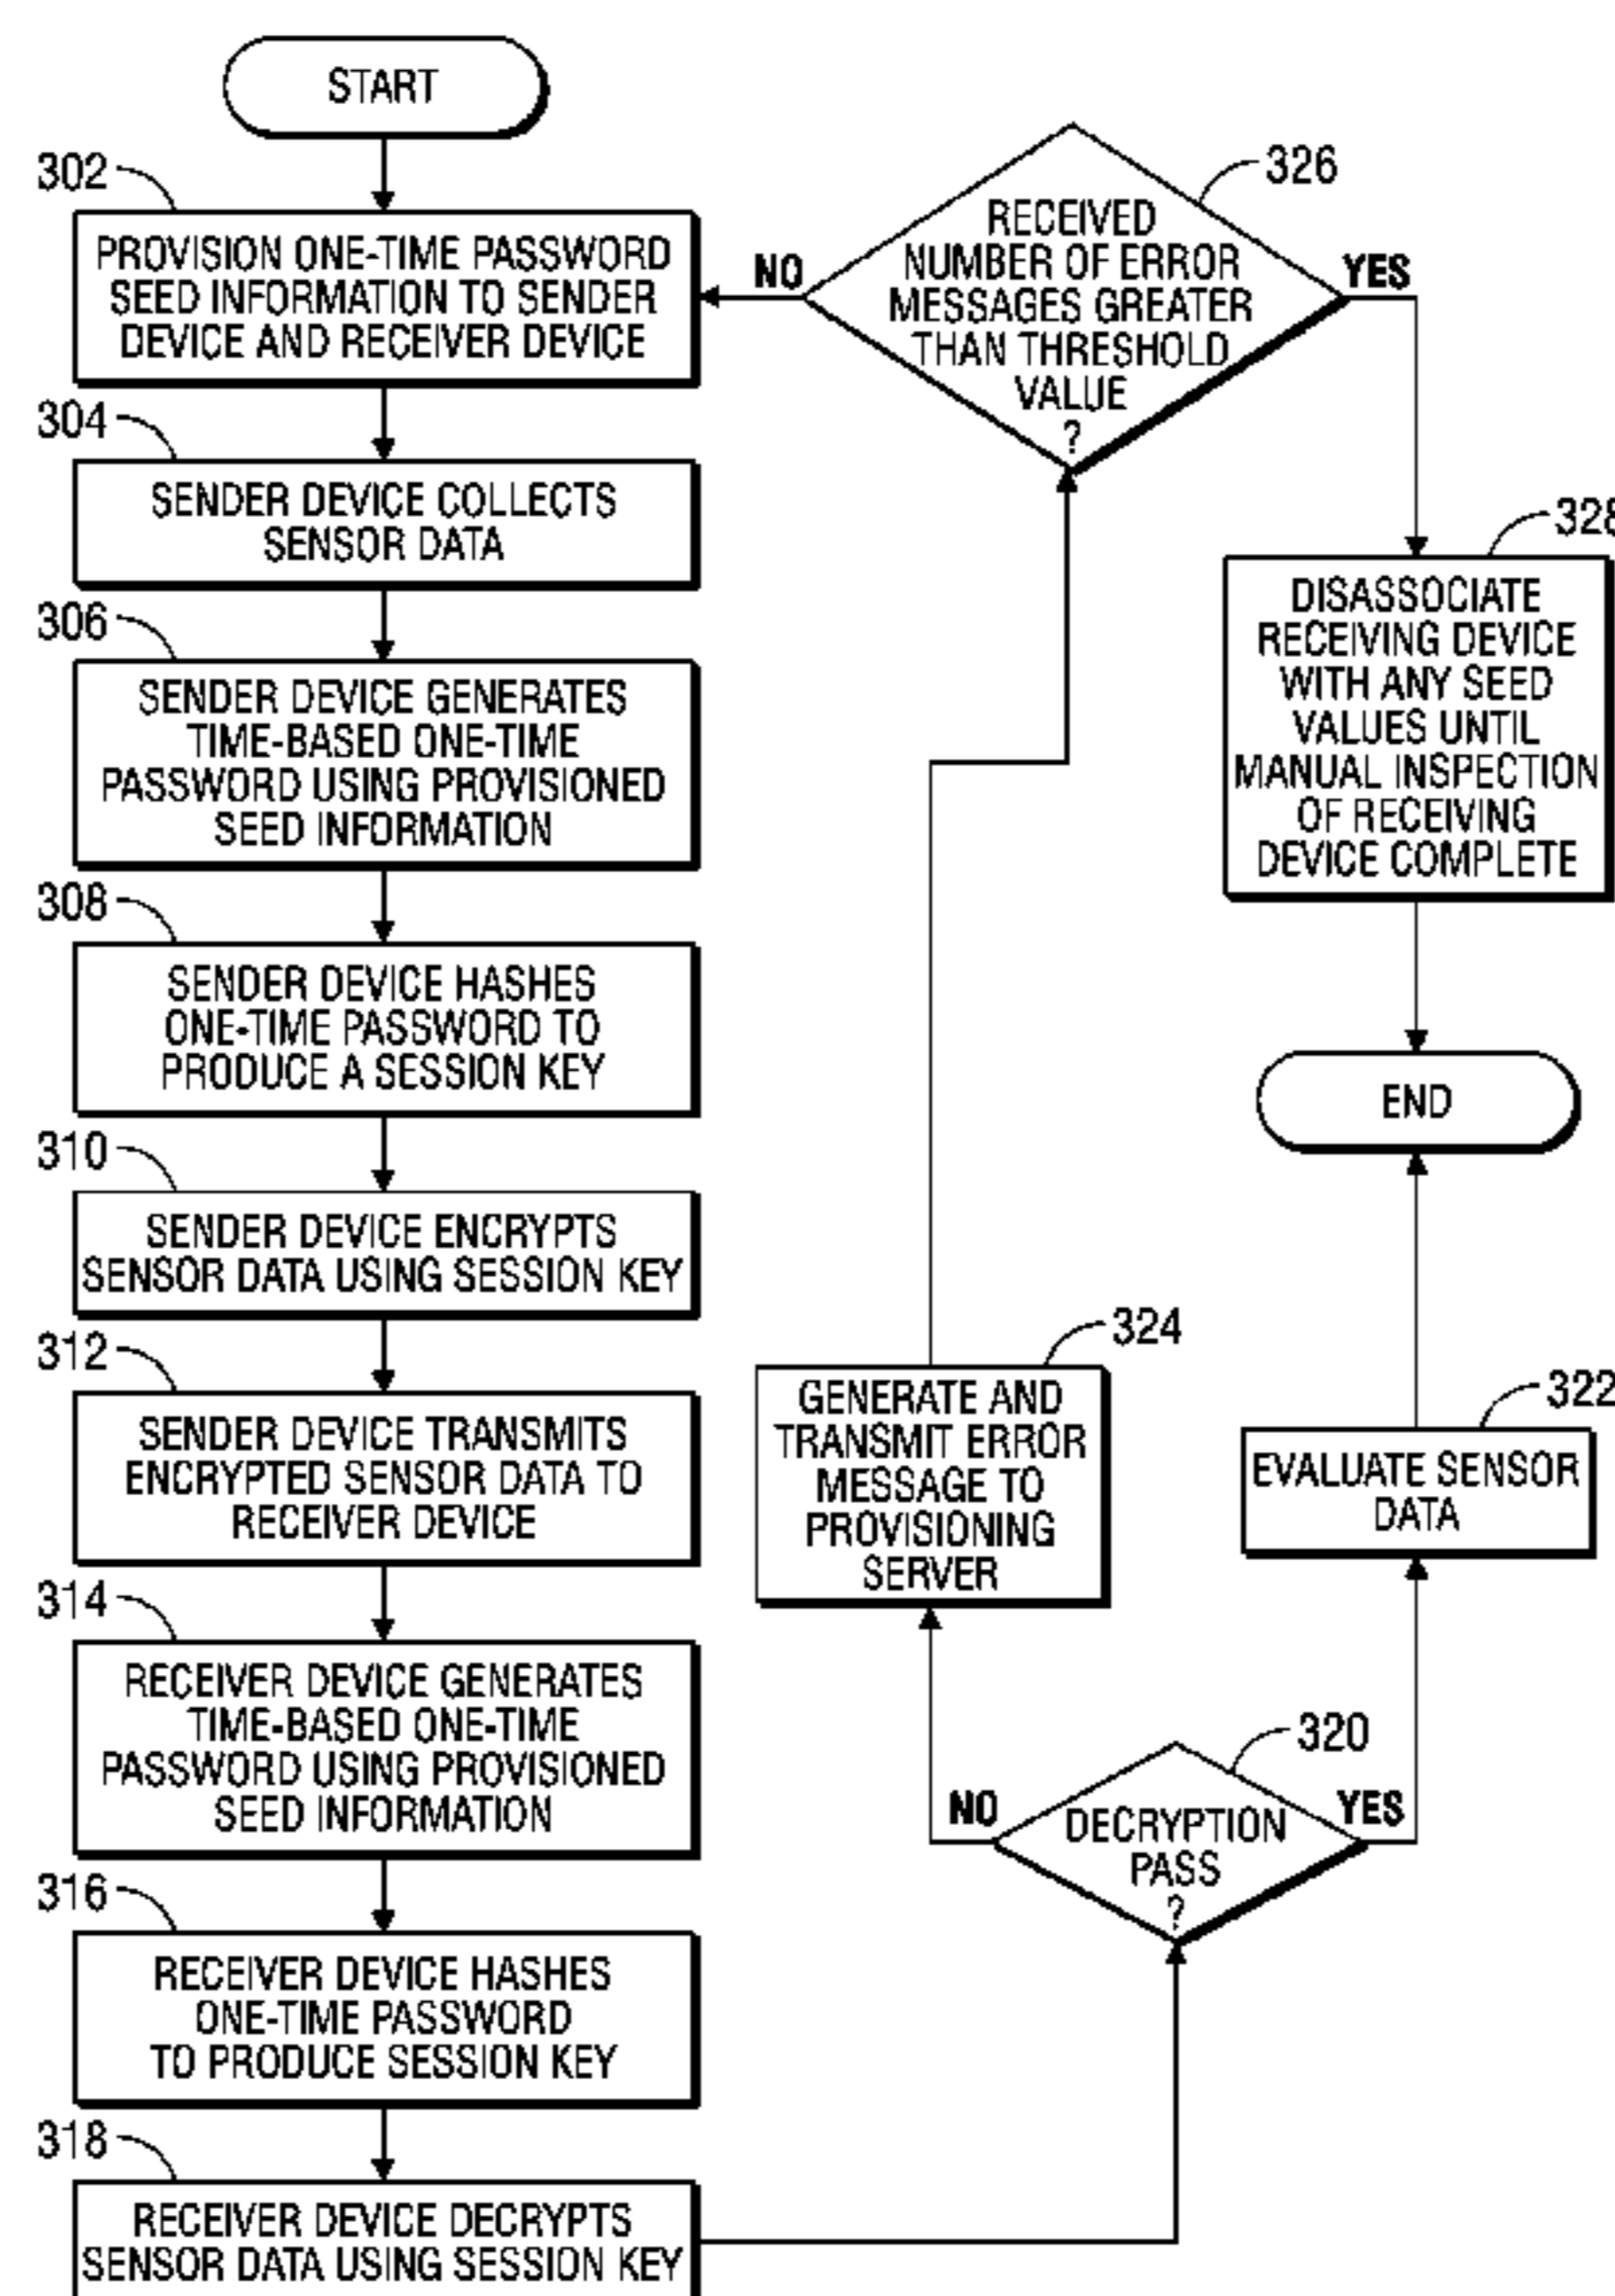 START
302
PROVISION ONE-TIME PASSWORD
SEED INFORMATION TO SENDER
DEVICE AND RECEIVER DEVICE
304
SENDER DEVICE COLLECTS
SENSOR DATA
306
SENDER DEVICE GENERATES
TIME-BASED ONE-TIME
PASSWORD USING PROVISIONED
SEED INFORMATION
308
SENDER DEVICE HASHES
ONE-TIME PASSWORD TO
PRODUCE A SESSION KEY
310
SENDER DEVICE ENCRYPTS
SENSOR DATA USING SESSION KEY
312
SENDER DEVICE TRANSMITS
ENCRYPTED SENSOR DATA TO
RECEIVER DEVICE
314
RECEIVER DEVICE GENERATES
TIME-BASED ONE-TIME
PASSWORD USING PROVISIONED
SEED INFORMATION
316
RECEIVER DEVICE HASHES
ONE-TIME PASSWORD
TO PRODUCE SESSION KEY
318
RECEIVER DEVICE DECRYPTS
SENSOR DATA USING SESSION KEY
320
DECRYPTION
PASS
?
NO
YES
322
EVALUATE SENSOR
DATA
324
GENERATE AND
TRANSMIT ERROR
MESSAGE TO
PROVISIONING
SERVER
326
RECEIVED
NUMBER OF ERROR
MESSAGES GREATER
THAN THRESHOLD
VALUE
?
NO
YES
328
DISASSOCIATE
RECEIVING DEVICE
WITH ANY SEED
VALUES UNTIL
MANUAL INSPECTION
OF RECEIVING
DEVICE COMPLETE
END